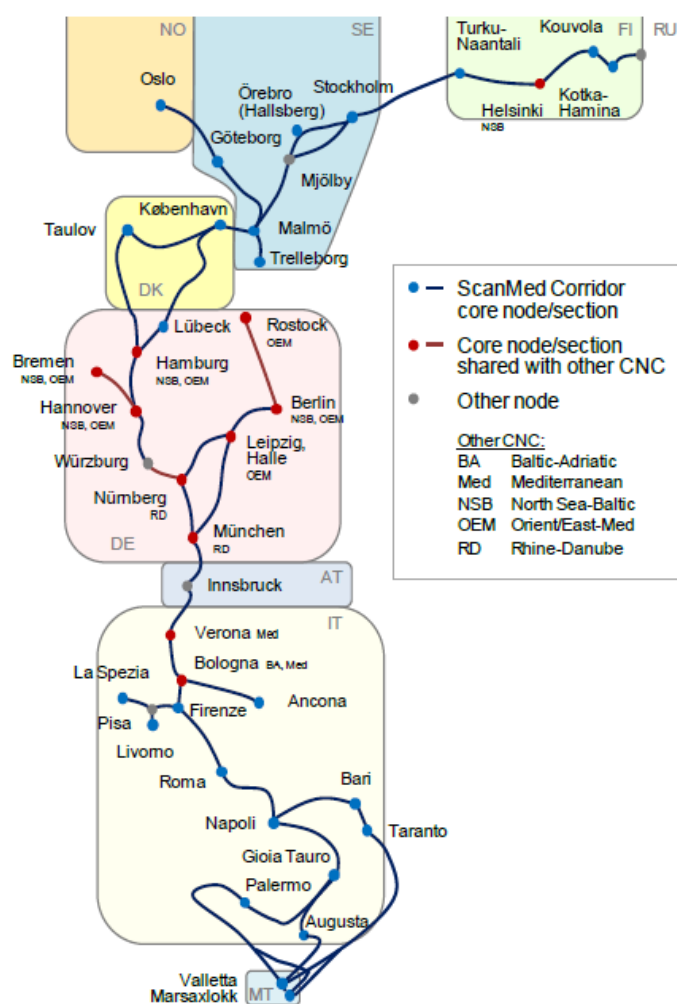 NO
SE
FI
RU
Oslo
Örebro
(Hallsberg)
Stockholm
Turku-
Naantali
Kouvola
Helsinki
NSB
Kotka-
Hamina
Göteborg
Mjölby
København
Taulov
Malmö
Trelleborg
DK
Lübeck
Rostock
OEM
Bremen
NSB, OEM
Hamburg
NSB, OEM
Hannover
NSB, OEM
Berlin
NSB, OEM
Würzburg
Leipzig,
Halle
OEM
Nürnberg
RD
München
RD
DE
Innsbruck
AT
IT
Verona Med
Bologna BA, Med
La Spezia
Pisa
Firenze
Ancona
Livorno
Roma
Bari
Napoli
Taranto
Gioia Tauro
Palermo
Augusta
Valletta
Marsaxlokk
MT
ScanMed Corridor
core node/section
Core node/section
shared with other CNC
Other node
Other CNC:
BA Baltic-Adriatic
Med Mediterranean
NSB North Sea-Baltic
OEM Orient/East-Med
RD Rhine-Danube